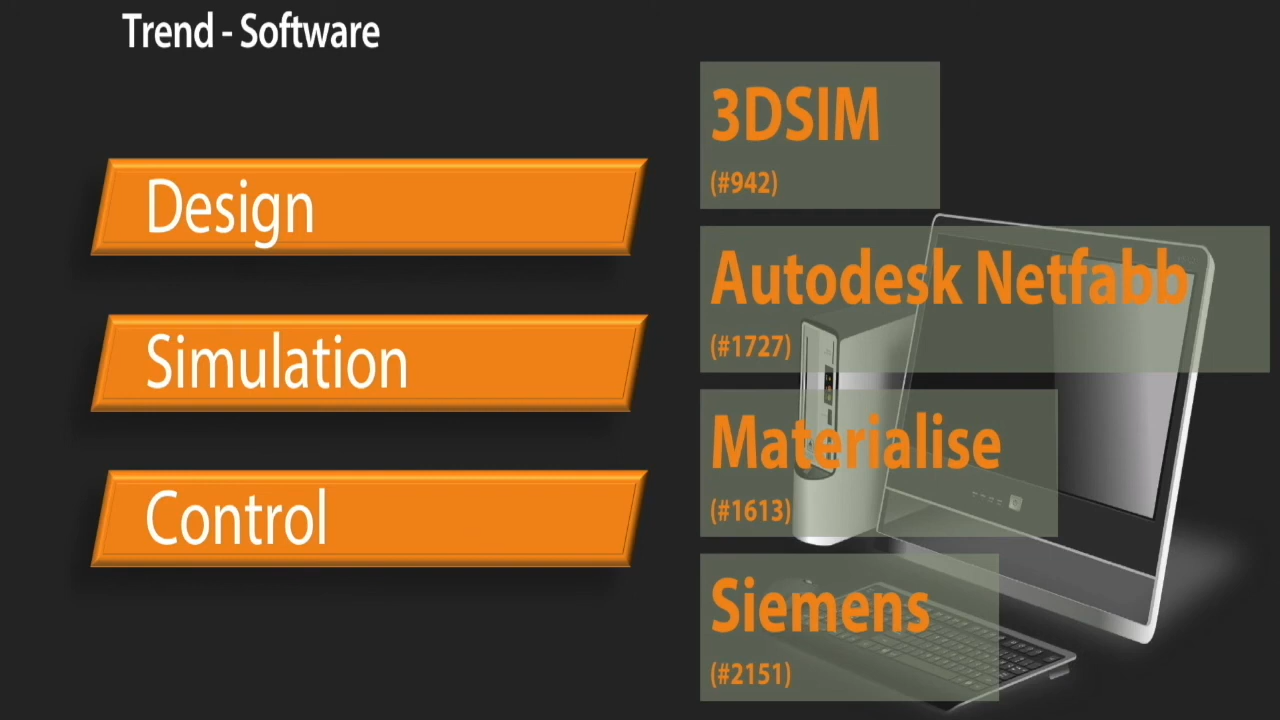 Trend - Software
Design
Simulation
Control
3DSIM
(#942)
Autodesk Netfabb
(#1727)
Materialise
(#1613)
Siemens
(#2151)